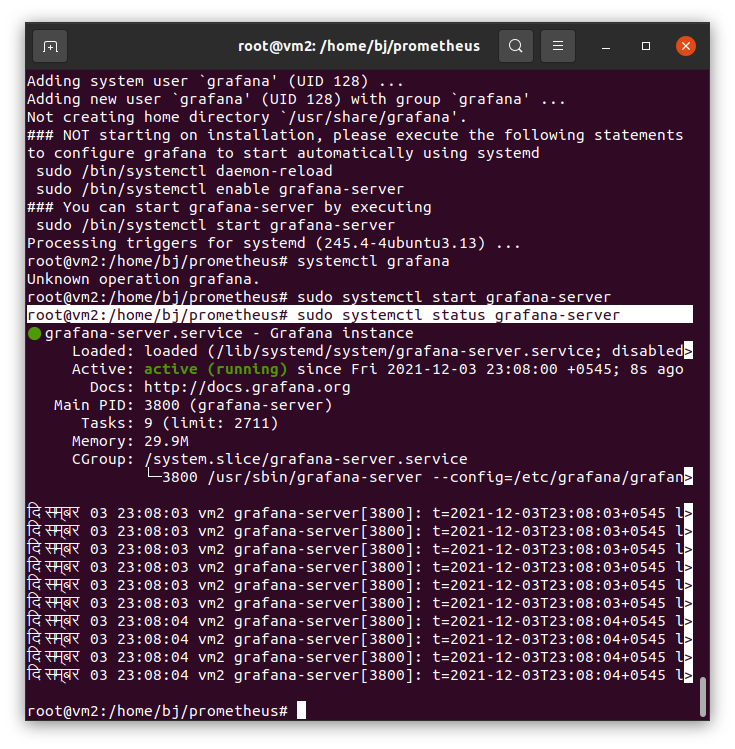 root@vm2: /home/bj/prometheus
Adding system user `grafana' (UID 128) ...
Adding new user `grafana' (UID 128) with group `grafana' ...
Not creating home directory `/usr/share/grafana'.
### NOT starting on installation, please execute the following statements
to configure grafana to start automatically using systemd
 sudo /bin/systemctl daemon-reload
 sudo /bin/systemctl enable grafana-server
### You can start grafana-server by executing
 sudo /bin/systemctl start grafana-server
Processing triggers for systemd (245.4-4ubuntu3.13) ...
root@vm2:/home/bj/prometheus# systemctl grafana
Unknown operation grafana.
root@vm2:/home/bj/prometheus# sudo systemctl start grafana-server
root@vm2:/home/bj/prometheus# sudo systemctl status grafana-server
● grafana-server.service - Grafana instance
     Loaded: loaded (/lib/systemd/system/grafana-server.service; disabled>
     Active: active (running) since Fri 2021-12-03 23:08:00 +0545; 8s ago
       Docs: http://docs.grafana.org
   Main PID: 3800 (grafana-server)
      Tasks: 9 (limit: 2711)
     Memory: 29.9M
     CGroup: /system.slice/grafana-server.service
             └─3800 /usr/sbin/grafana-server --config=/etc/grafana/grafan>
दिसम्बर 03 23:08:03 vm2 grafana-server[3800]: t=2021-12-03T23:08:03+0545 l>
दिसम्बर 03 23:08:03 vm2 grafana-server[3800]: t=2021-12-03T23:08:03+0545 l>
दिसम्बर 03 23:08:03 vm2 grafana-server[3800]: t=2021-12-03T23:08:03+0545 l>
दिसम्बर 03 23:08:03 vm2 grafana-server[3800]: t=2021-12-03T23:08:03+0545 l>
दिसम्बर 03 23:08:03 vm2 grafana-server[3800]: t=2021-12-03T23:08:03+0545 l>
दिसम्बर 03 23:08:03 vm2 grafana-server[3800]: t=2021-12-03T23:08:03+0545 l>
दिसम्बर 03 23:08:04 vm2 grafana-server[3800]: t=2021-12-03T23:08:04+0545 l>
दिसम्बर 03 23:08:04 vm2 grafana-server[3800]: t=2021-12-03T23:08:04+0545 l>
दिसम्बर 03 23:08:04 vm2 grafana-server[3800]: t=2021-12-03T23:08:04+0545 l>
दिसम्बर 03 23:08:04 vm2 grafana-server[3800]: t=2021-12-03T23:08:04+0545 l>
root@vm2:/home/bj/prometheus#